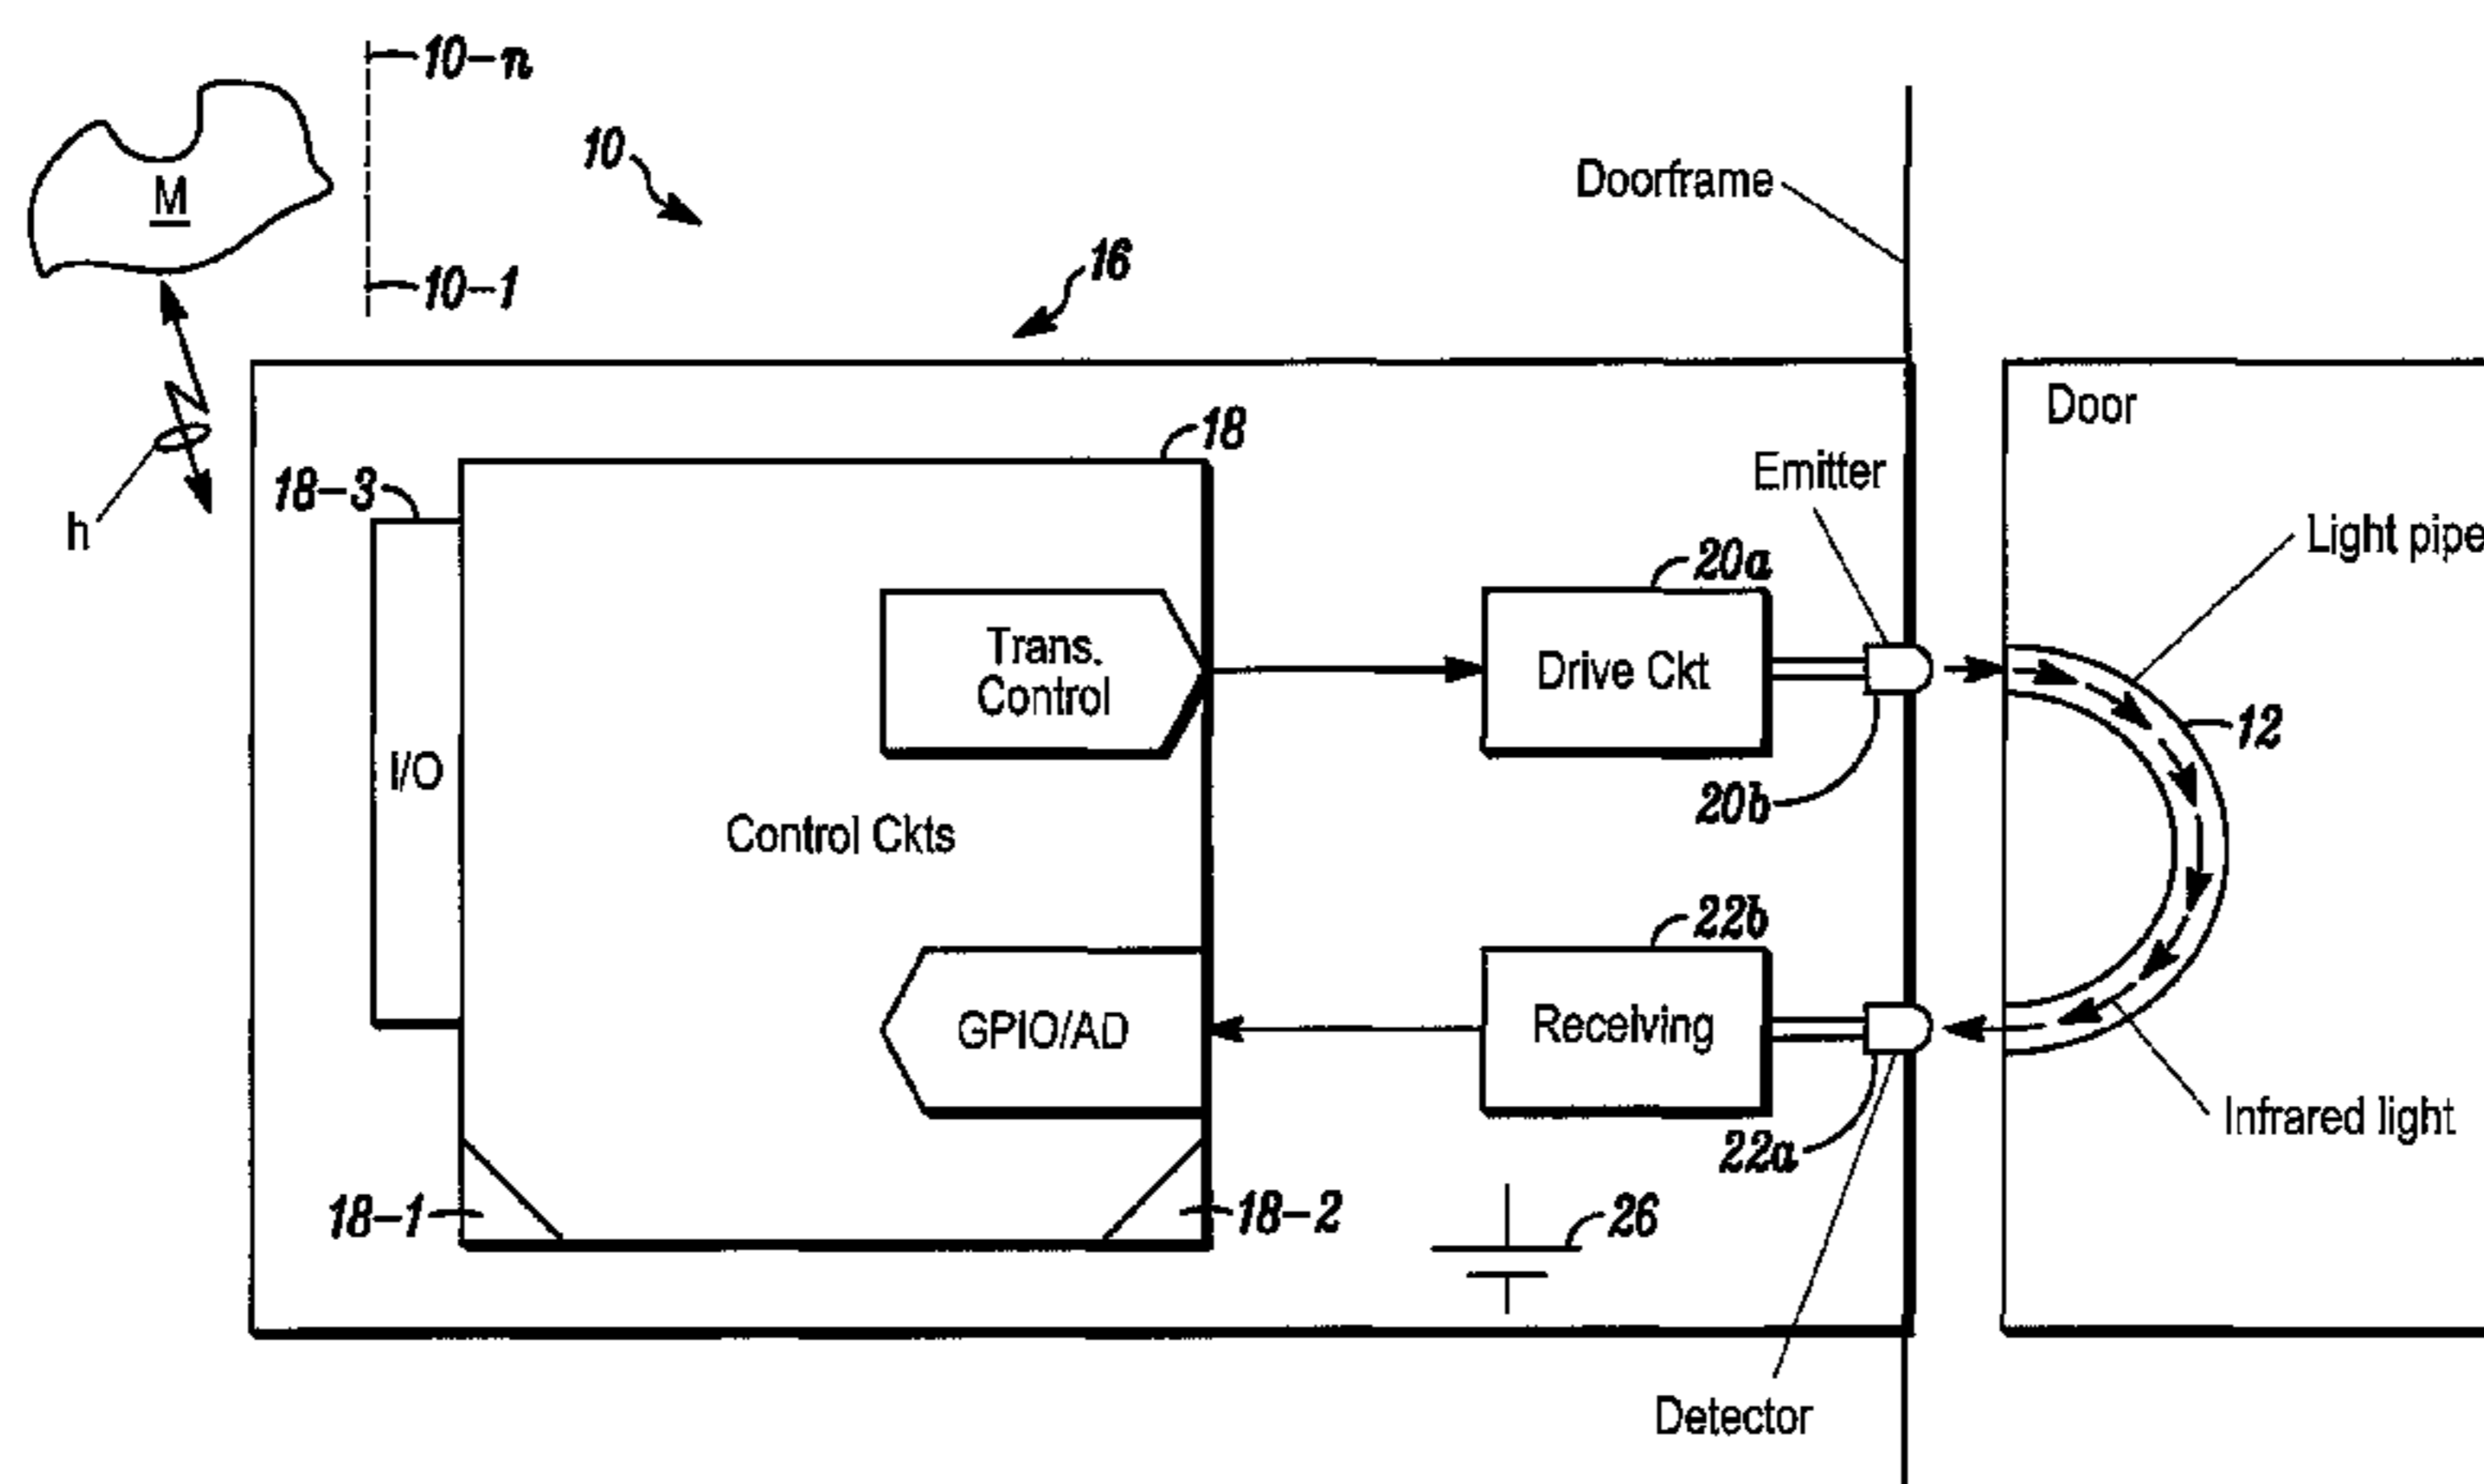 10-n
M
10-1
10
Doorframe
16
h
18-3
18
Emitter
Door
Light pipe
20a
Trans.
Control
Drive Ckt
12
I/O
20b
Control Ckts
22b
GPIO/AD
Receiving
22a
Infrared light
18-1
18-2
26
Detector